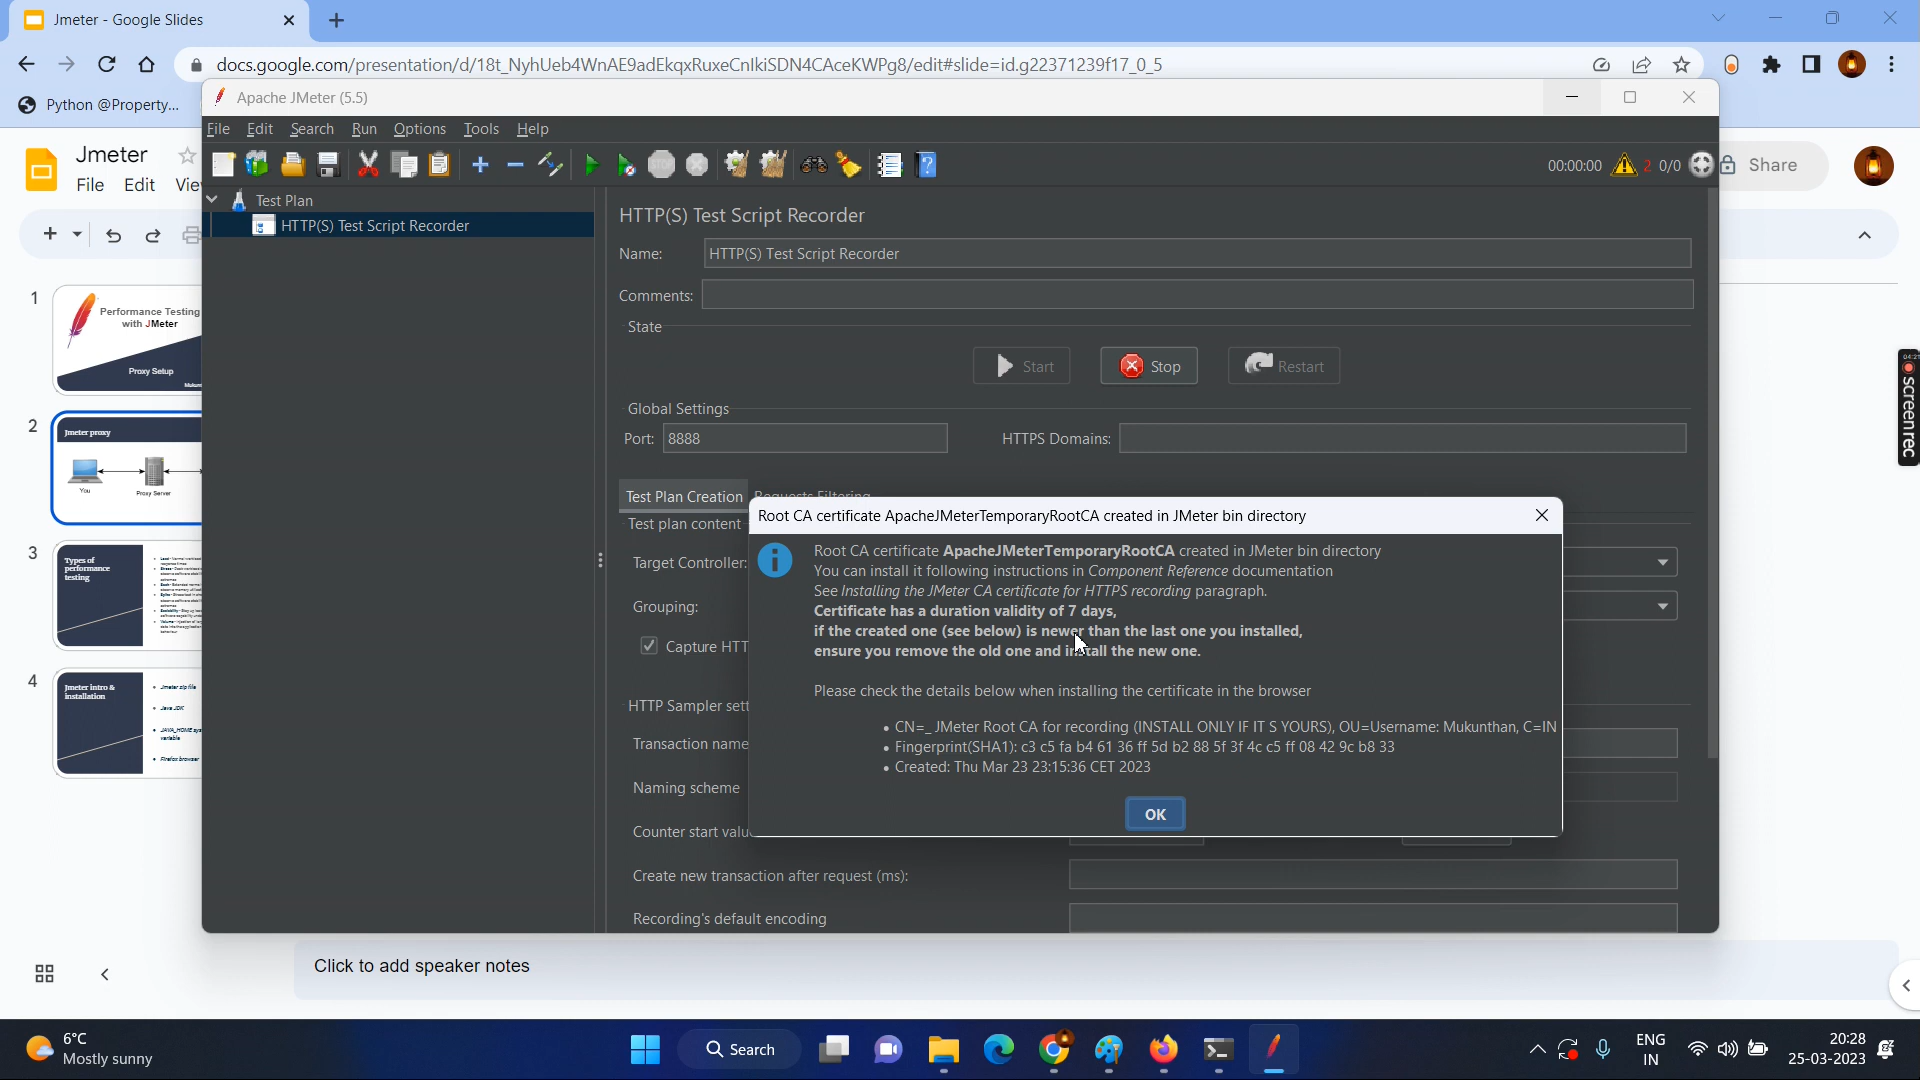 Jmeter - Google Slides
docs.google.com/presentation/d/18t_NyhUeb4WnAE9adEkqxRuxeCnlkiSDN4CAceKWPg8/edit#slide=id.g22371239f17_0_5
Python @Property...
Apache JMeter (5.5)
File Edit Search Run Options Tools Help
Jmeter
File Edit
Share
00:00:00 2 0/0
Test Plan
HTTP(S) Test Script Recorder
HTTP(S) Test Script Recorder
Name: HTTP(S) Test Script Recorder
Comments:
State
Start Stop Restart
Global Settings
Port: 8888 HTTPS Domains:
Test Plan Creation Requests Filtering
Test plan content
Target Controller:
Grouping:
Capture HTT
HTTP Sampler sett
Transaction name
Naming scheme
Counter start valu
Create new transaction after request (ms):
Recording's default encoding
Root CA certificate ApacheJMeterTemporaryRootCA created in JMeter bin directory
Root CA certificate ApacheJMeterTemporaryRootCA created in JMeter bin directory
You can install it following instructions in Component Reference documentation
See Installing the JMeter CA certificate for HTTPS recording paragraph.
Certificate has a duration validity of 7 days,
if the created one (see below) is newer than the last one you installed,
ensure you remove the old one and install the new one.
Please check the details below when installing the certificate in the browser
• CN=_ JMeter Root CA for recording (INSTALL ONLY IF IT S YOURS), OU=Username: Mukunthan, C=IN
• Fingerprint(SHA1): c3 c5 fa b4 61 36 ff 5d b2 88 5f 3f 4c c5 ff 08 42 9c b8 33
• Created: Thu Mar 23 23:15:36 CET 2023
OK
1
Performance Testing
with JMeter
Proxy Setup
2
Jmeter proxy
You
Proxy Server
3
Types of
performance
testing
4
Jmeter intro &
installation
• Jmeter zip file
• Java JDK
• Firefox browser
screenrec
Click to add speaker notes
6°C
Mostly sunny
Search
ENG
IN
20:28
25-03-2023